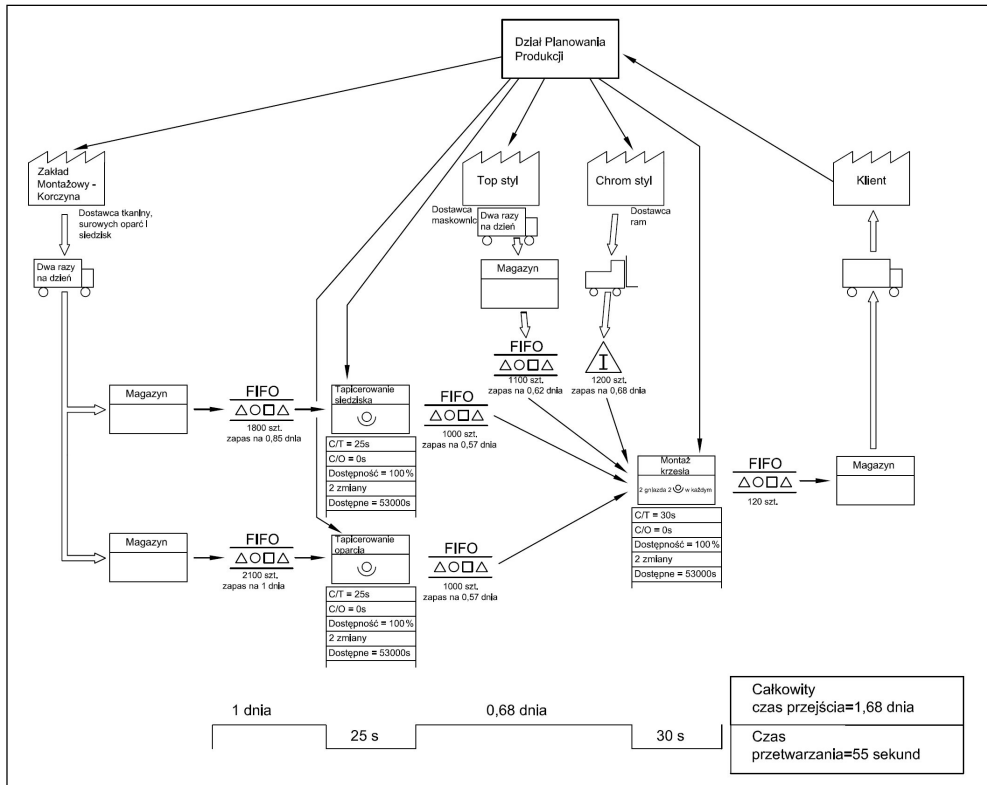 Dział Planowania
Produkcji
Zakład
Montażowy -
Korczyna
Dostawca tkaniny,
surowych oparć I
siedzisk
Dwa razy
na dzień
Top styl
Dostawca
maskownic
Dwa razy
na dzień
Magazyn
FIFO
1100 szt.
zapas na 0,62 dnia
Chrom styl
Dostawca
ram
I
1200 szt.
zapas na 0,68 dnia
Klient
Magazyn
FIFO
1800 szt.
zapas na 0,85 dnia
Tapicerowanie
siedziska
C/T = 25s
C/O = 0s
Dostępność = 100%
2 zmiany
Dostępne = 53000s
FIFO
1000 szt.
zapas na 0,57 dnia
Magazyn
FIFO
2100 szt.
zapas na 1 dnia
Tapicerowanie
oparcia
C/T = 25s
C/O = 0s
Dostępność = 100%
2 zmiany
Dostępne = 53000s
FIFO
1000 szt.
zapas na 0,57 dnia
Montaż
krzesła
2 gniazda 2 w każdym
C/T = 30s
C/O = 0s
Dostępność = 100%
2 zmiany
Dostępne = 53000s
FIFO
120 szt.
Magazyn
1 dnia
25 s
0,68 dnia
30 s
Całkowity
czas przejścia=1,68 dnia
Czas
przetwarzania=55 sekund